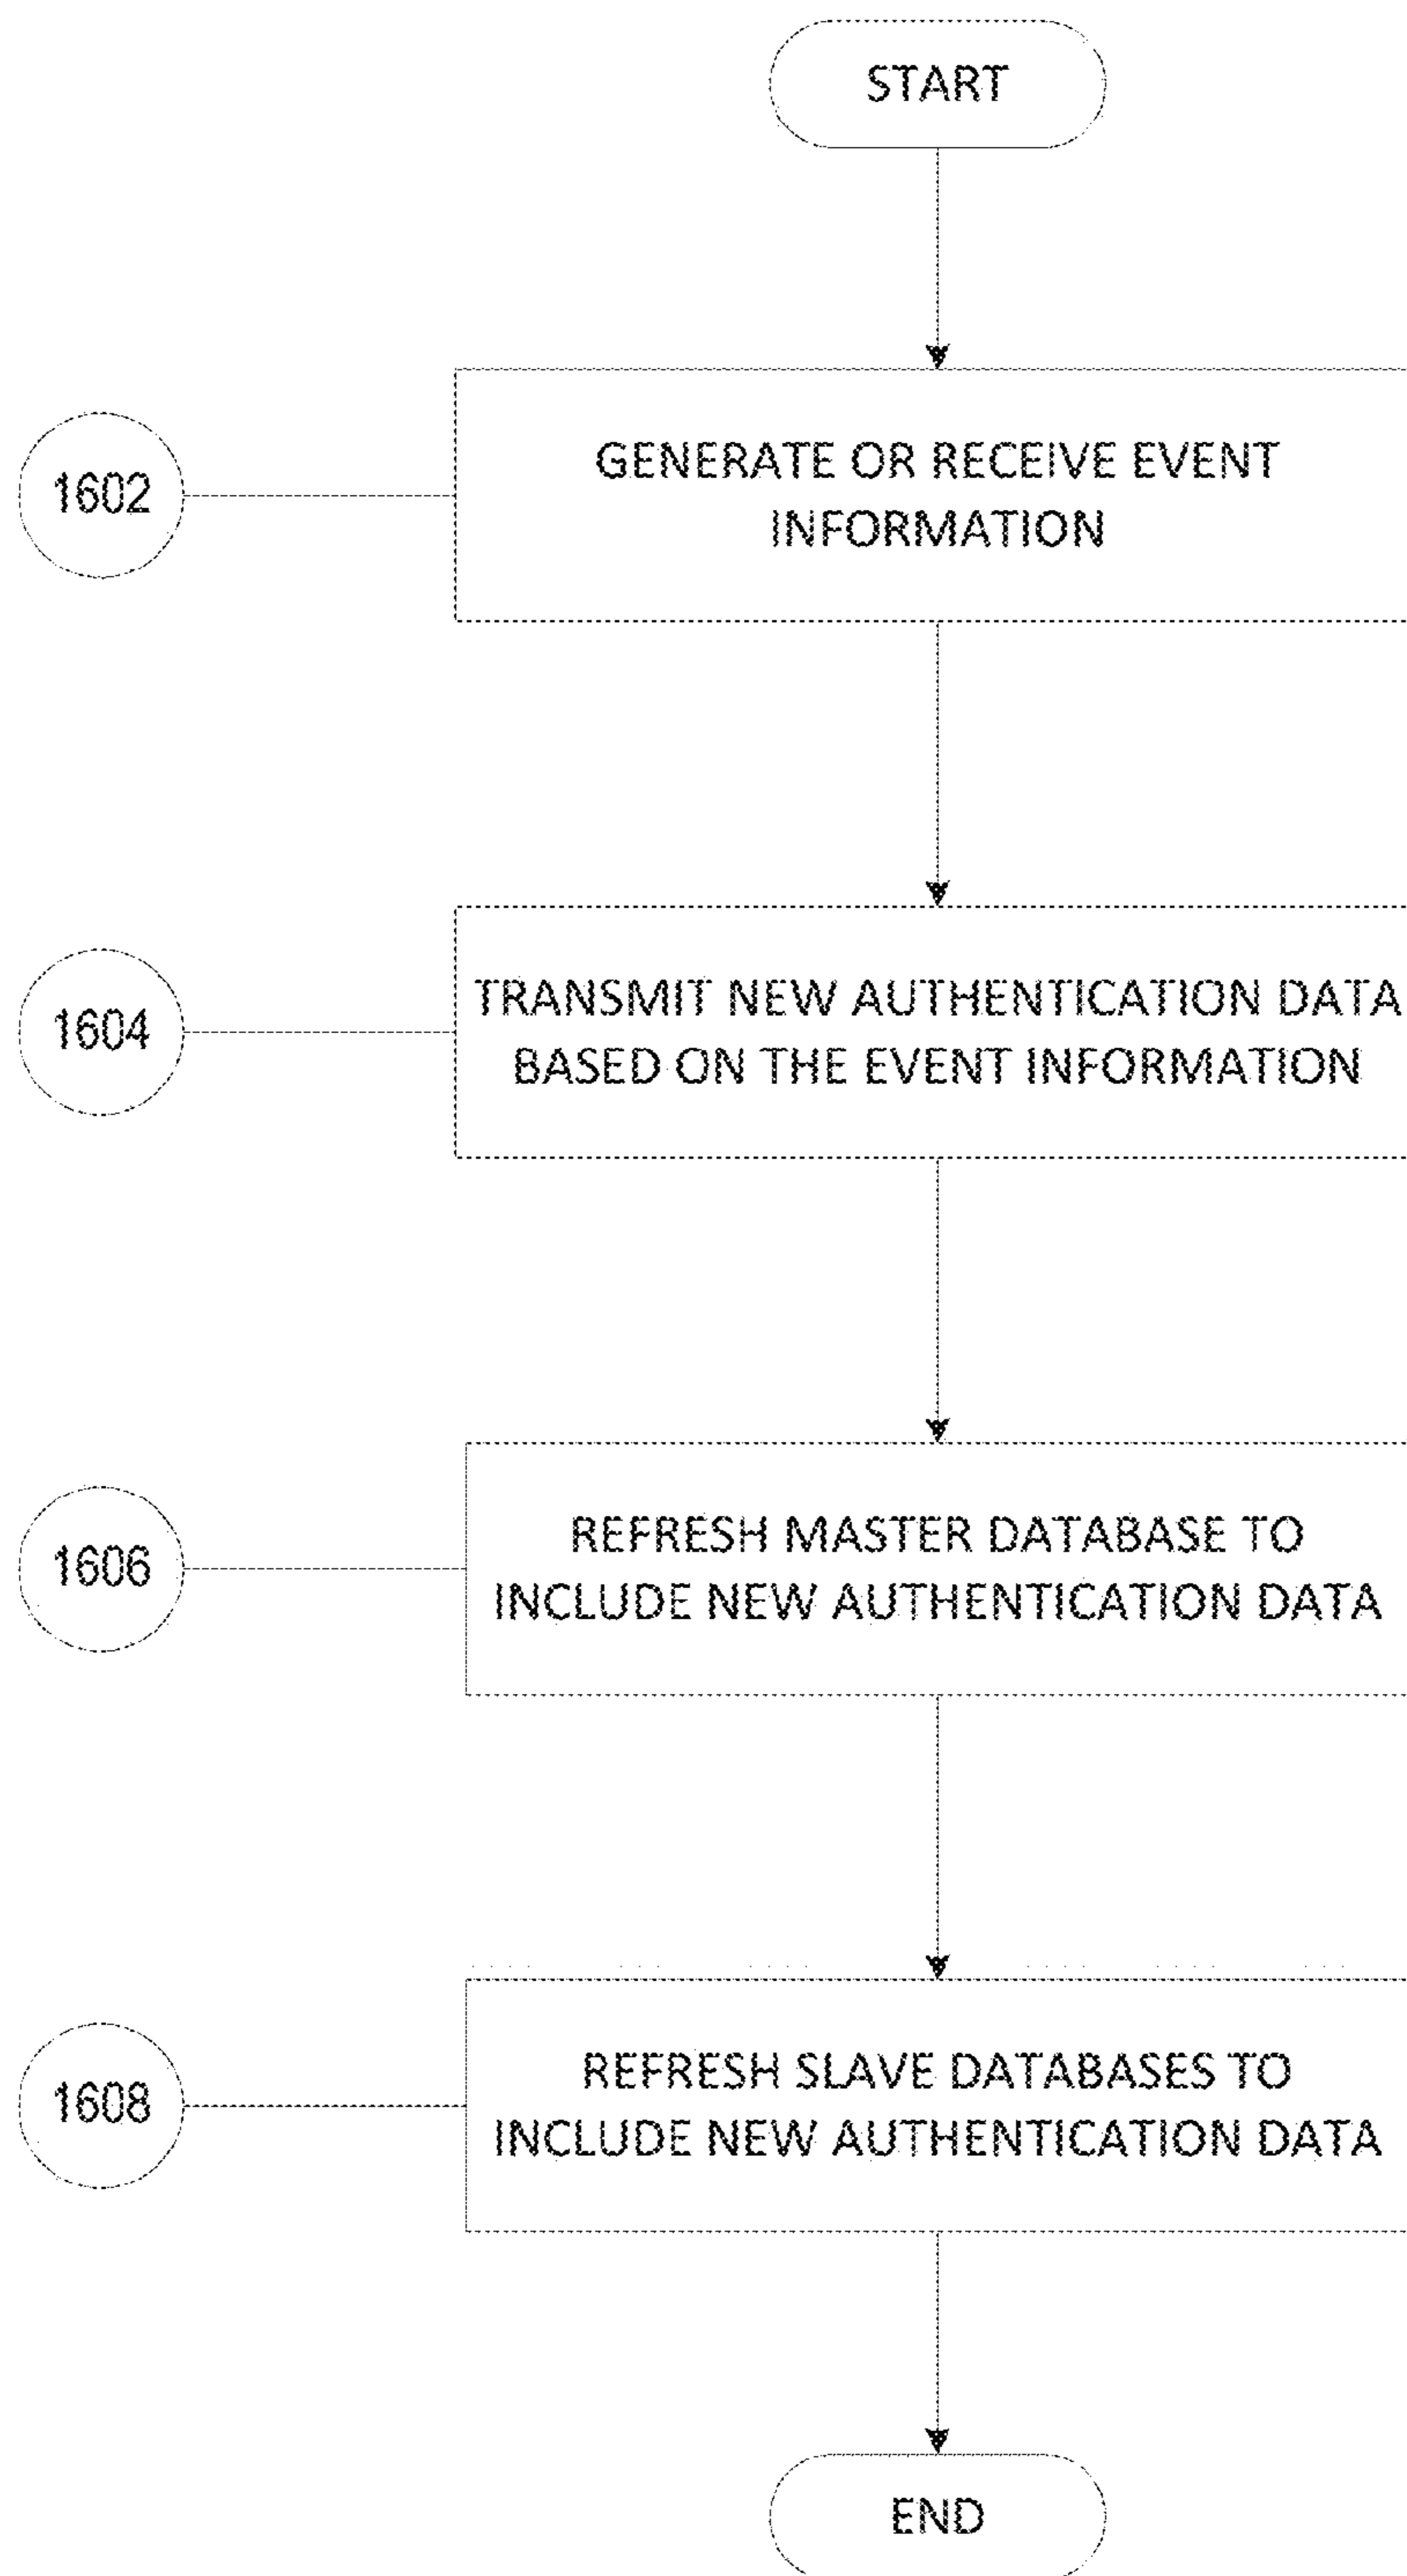 START
1602
GENERATE OR RECEIVE EVENT
INFORMATION
1604
TRANSMIT NEW AUTHENTICATION DATA
BASED ON THE EVENT INFORMATION
1606
REFRESH MASTER DATABASE TO
INCLUDE NEW AUTHENTICATION DATA
1608
REFRESH SLAVE DATABASES TO
INCLUDE NEW AUTHENTICATION DATA
END